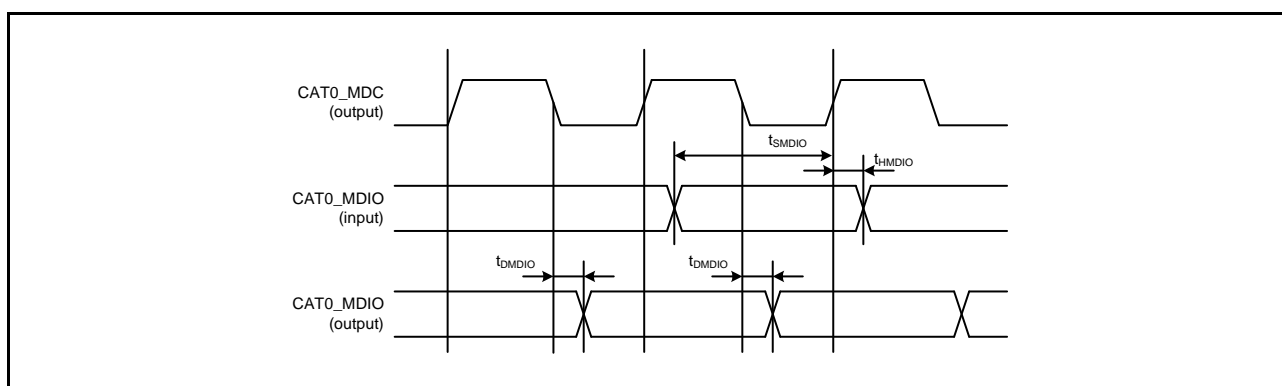 CAT0_MDC
(output)
tSMDIO
tHMDIO
CAT0_MDIO
(input)
tDMDIO
tDMDIO
CAT0_MDIO
(output)